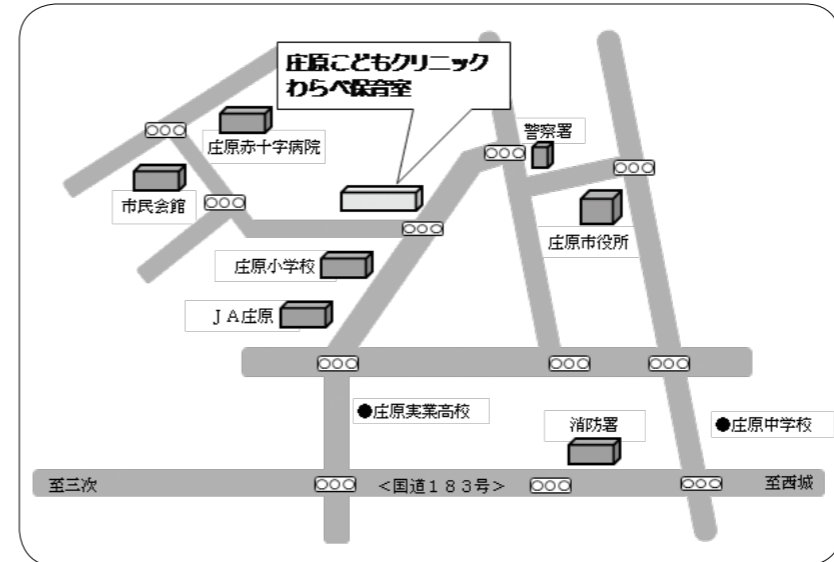 庄原こどもクリニック
わらべ保育室
警察署
庄原赤十字病院
市民会館
庄原市役所
庄原小学校
ＪＡ庄原
●庄原実業高校
消防署
●庄原中学校
至三次
＜国道１８３号＞
至西城